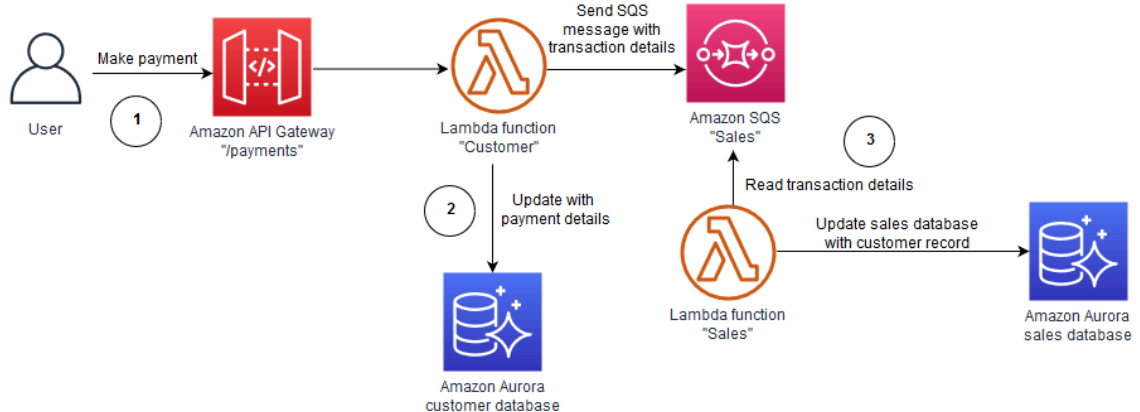 Make payment
1
User
Amazon API Gateway
"/payments"
Lambda function
"Customer"
Send SQS
message with
transaction details
Amazon SQS
"Sales"
3
Read transaction details
2
Update with
payment details
Amazon Aurora
customer database
Lambda function
"Sales"
Update sales database
with customer record
Amazon Aurora
sales database